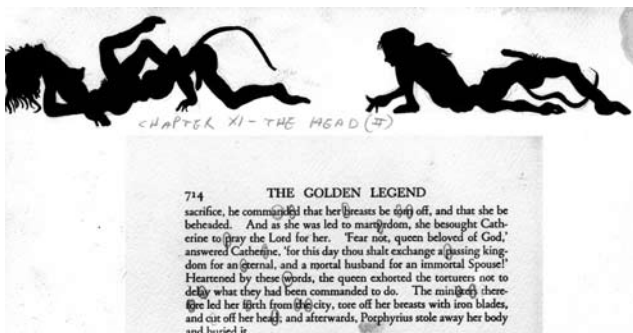 CHAPTER XI - THE HEAD (II)
714 THE GOLDEN LEGEND
sacrifice, he commanded that her breasts be torn off, and that she be
beheaded. And as she was led to martyrdom, she besought Cath-
erine to pray the Lord for her. 'Fear not, queen beloved of God,'
answered Catherine, 'for this day thou shalt exchange a passing king-
dom for an eternal, and a mortal husband for an immortal Spouse!'
Heartened by these words, the queen exhorted the torturers not to
delay what they had been commanded to do. The minions there-
fore led her forth from the city, tore off her breasts with iron blades,
and cut off her head; and afterwards, Porphyrius stole away her body
and buried it.